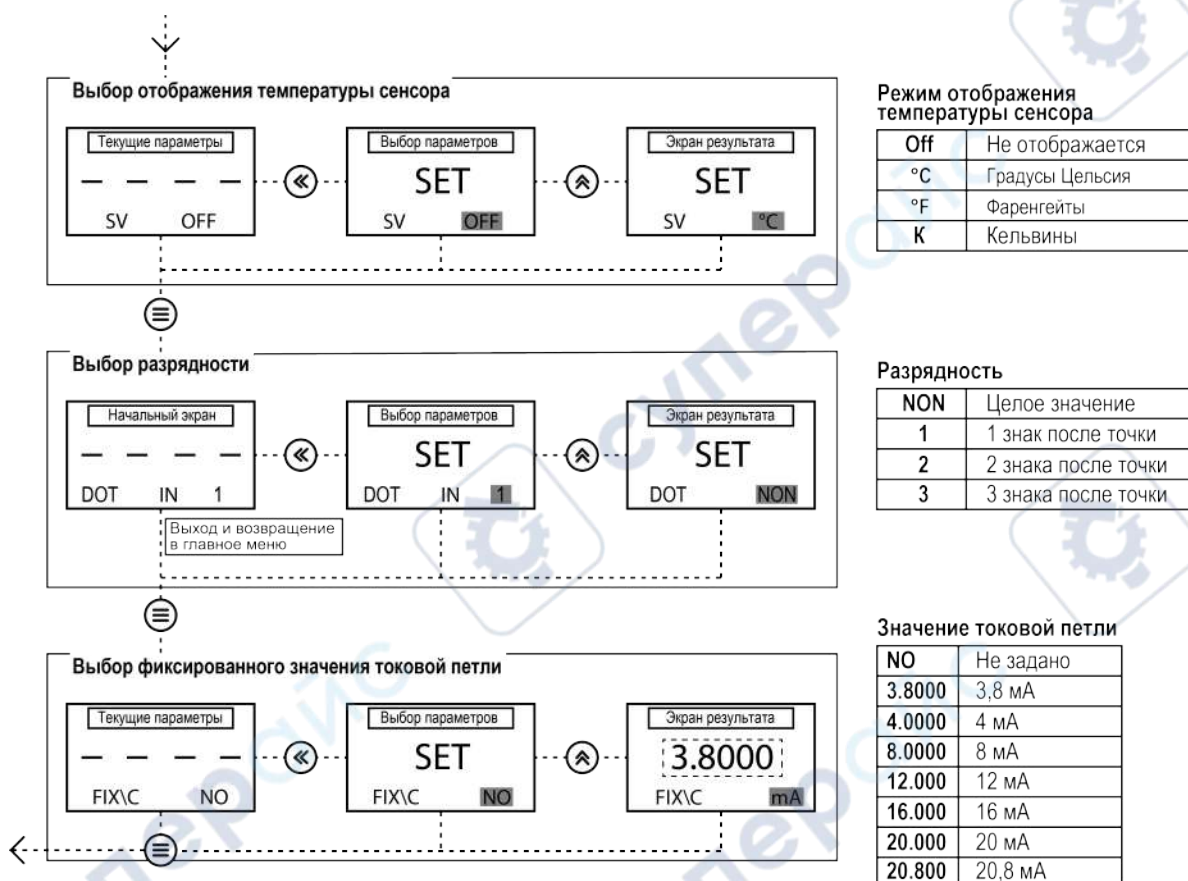 Выбор отображения температуры сенсора
Текущие параметры
Выбор параметров
Экран результата
– – – –
SET
SET
SV OFF
SV OFF
SV °C
Режим отображения
температуры сенсора
Off Не отображается
°C Градусы Цельсия
°F Фаренгейты
K Кельвины
Выбор разрядности
Начальный экран
Выбор параметров
Экран результата
– – – –
SET
SET
DOT IN 1
DOT IN 1
DOT NON
Выход и возвращение
в главное меню
Разрядность
NON Целое значение
1 1 знак после точки
2 2 знака после точки
3 3 знака после точки
Выбор фиксированного значения токовой петли
Текущие параметры
Выбор параметров
Экран результата
– – – –
SET
3.8000
FIX\C NO
FIX\C NO
FIX\C mA
Значение токовой петли
NO Не задано
3.8000 3,8 мА
4.0000 4 мА
8.0000 8 мА
12.000 12 мА
16.000 16 мА
20.000 20 мА
20.800 20,8 мА
суперайс